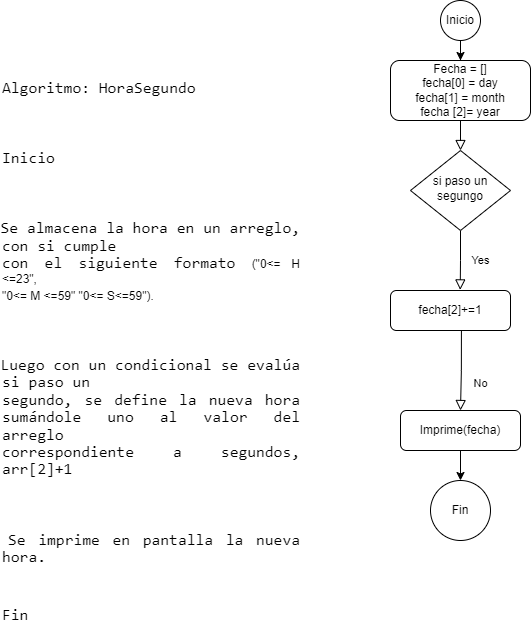 Algoritmo: HoraSegundo
Inicio
Se almacena la hora en un arreglo,
con si cumple
con el siguiente formato ("0<= H
<=23",
"0<= M <=59" "0<= S<=59").
Luego con un condicional se evalúa
si paso un
segundo, se define la nueva hora
sumándole uno al valor del
arreglo
correspondiente a segundos,
arr[2]+1
Se imprime en pantalla la nueva
hora.
Fin
Inicio
Fecha = []
fecha[0] = day
fecha[1] = month
fecha [2]= year
si paso un
segungo
Yes
fecha[2]+=1
No
Imprime(fecha)
Fin